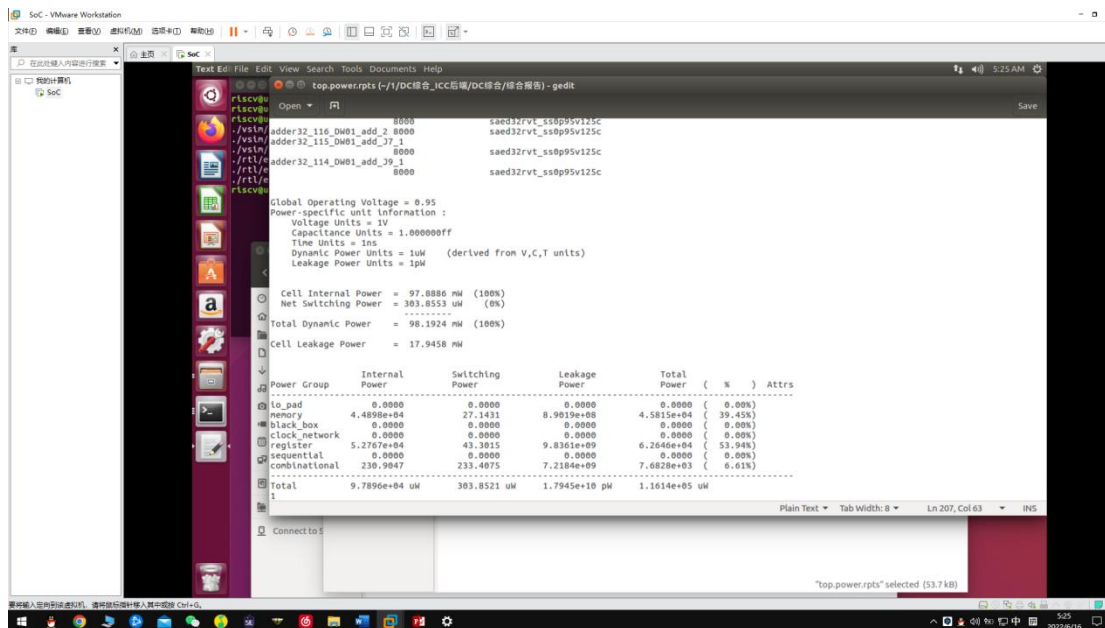 SoC - VMware Workstation
文件(F) 编辑(E) 查看(V) 虚拟机(M) 选项卡(T) 帮助(H)
库
主页
SoC
在此处键入内容进行搜索
我的计算机
SoC
Text Edi File Edit View Search Tools Documents Help
5:25 AM
top.power.rpts (~/1/DC综合_ICC后端/DC综合/综合报告) - gedit
Open
Save
riscv@u
riscv@u
riscv@u
./vsim/
./vsim/
./vsim/
./rtl/e
./rtl/e
./rtl/e
riscv@u
8000 saed32rvt_ss0p95v125c
adder32_116_DW01_add_2 8000 saed32rvt_ss0p95v125c
adder32_115_DW01_add_J7_1
8000 saed32rvt_ss0p95v125c
adder32_114_DW01_add_J9_1
8000 saed32rvt_ss0p95v125c
Global Operating Voltage = 0.95
Power-specific unit information :
Voltage Units = 1V
Capacitance Units = 1.000000ff
Time Units = 1ns
Dynamic Power Units = 1uW (derived from V,C,T units)
Leakage Power Units = 1pW
Cell Internal Power = 97.8886 mW (100%)
Net Switching Power = 303.8553 uW (0%)
---------
Total Dynamic Power = 98.1924 mW (100%)
Cell Leakage Power = 17.9458 mW
Internal Switching Leakage Total
Power Group Power Power Power Power ( % ) Attrs
io_pad 0.0000 0.0000 0.0000 0.0000 ( 0.00%)
memory 4.4898e+04 27.1431 8.9019e+08 4.5815e+04 ( 39.45%)
black_box 0.0000 0.0000 0.0000 0.0000 ( 0.00%)
clock_network 0.0000 0.0000 0.0000 0.0000 ( 0.00%)
register 5.2767e+04 43.3015 9.8361e+09 6.2646e+04 ( 53.94%)
sequential 0.0000 0.0000 0.0000 0.0000 ( 0.00%)
combinational 230.9047 233.4075 7.2184e+09 7.6828e+03 ( 6.61%)
Total 9.7896e+04 uW 303.8521 uW 1.7945e+10 pW 1.1614e+05 uW
1
Plain Text Tab Width: 8 Ln 207, Col 63 INS
Connect to S
"top.power.rpts" selected (53.7 kB)
要将输入定向到该虚拟机，请将鼠标指针移入其中或按 Ctrl+G。
中
5:25
2022/6/16